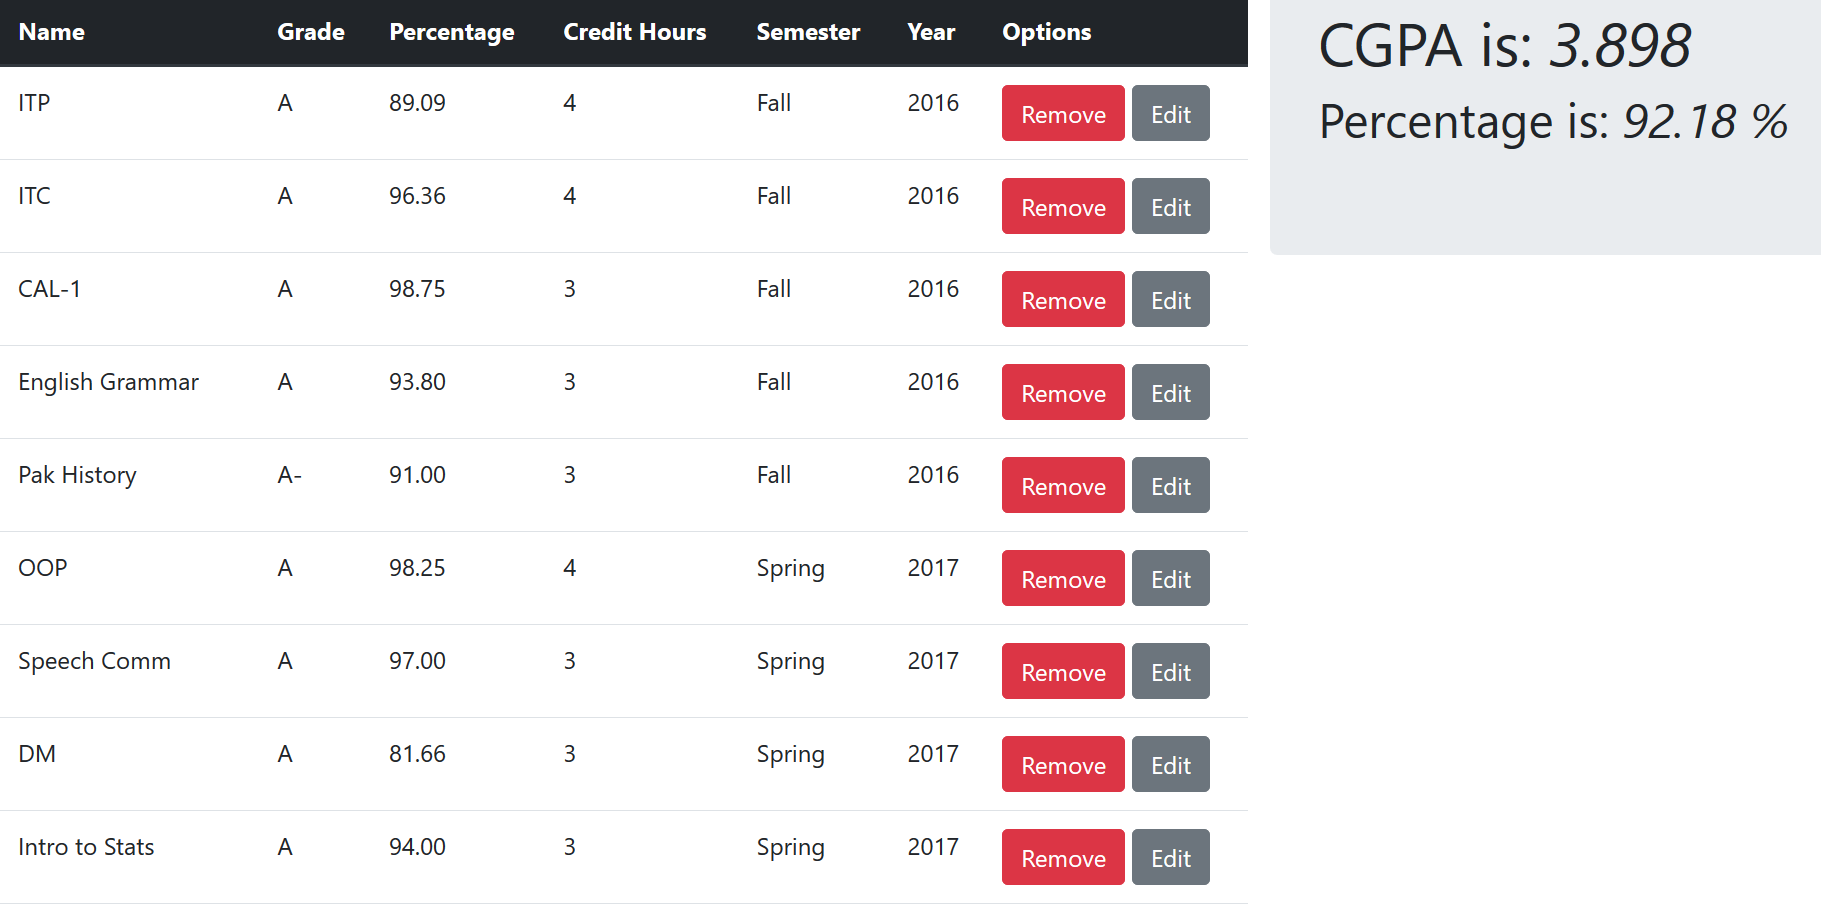 Name Grade Percentage Credit Hours Semester Year Options
ITP A 89.09 4 Fall 2016 Remove Edit
ITC A 96.36 4 Fall 2016 Remove Edit
CAL-1 A 98.75 3 Fall 2016 Remove Edit
English Grammar A 93.80 3 Fall 2016 Remove Edit
Pak History A- 91.00 3 Fall 2016 Remove Edit
OOP A 98.25 4 Spring 2017 Remove Edit
Speech Comm A 97.00 3 Spring 2017 Remove Edit
DM A 81.66 3 Spring 2017 Remove Edit
Intro to Stats A 94.00 3 Spring 2017 Remove Edit
CGPA is: 3.898
Percentage is: 92.18 %